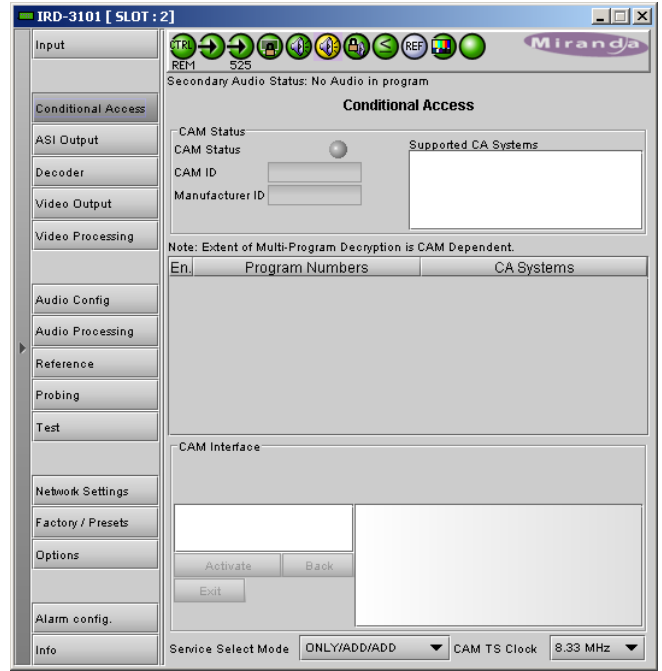 IRD-3101 [ SLOT : 2]
Input
Conditional Access
ASI Output
Decoder
Video Output
Video Processing
Audio Config
Audio Processing
Reference
Probing
Test
Network Settings
Factory / Presets
Options
Alarm config.
Info
CTRL
REF
Miranda
REM
525
Secondary Audio Status: No Audio in program
Conditional Access
CAM Status
CAM Status
CAM ID
Manufacturer ID
Supported CA Systems
Note: Extent of Multi-Program Decryption is CAM Dependent.
En. Program Numbers CA Systems
CAM Interface
Activate Back
Exit
Service Select Mode ONLY/ADD/ADD CAM TS Clock 8.33 MHz